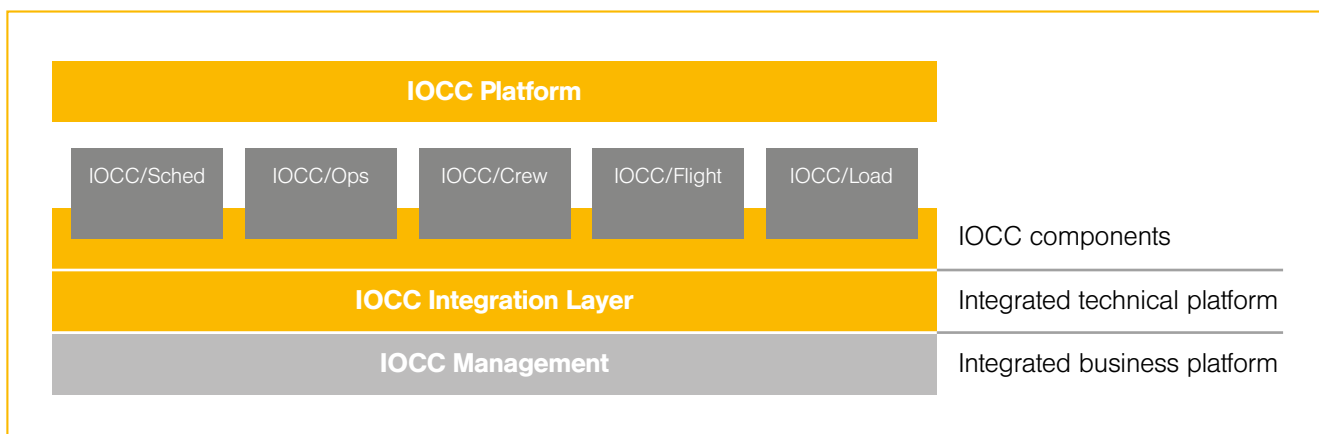 IOCC Platform
IOCC/Sched
IOCC/Ops
IOCC/Crew
IOCC/Flight
IOCC/Load
IOCC components
IOCC Integration Layer
Integrated technical platform
IOCC Management
Integrated business platform